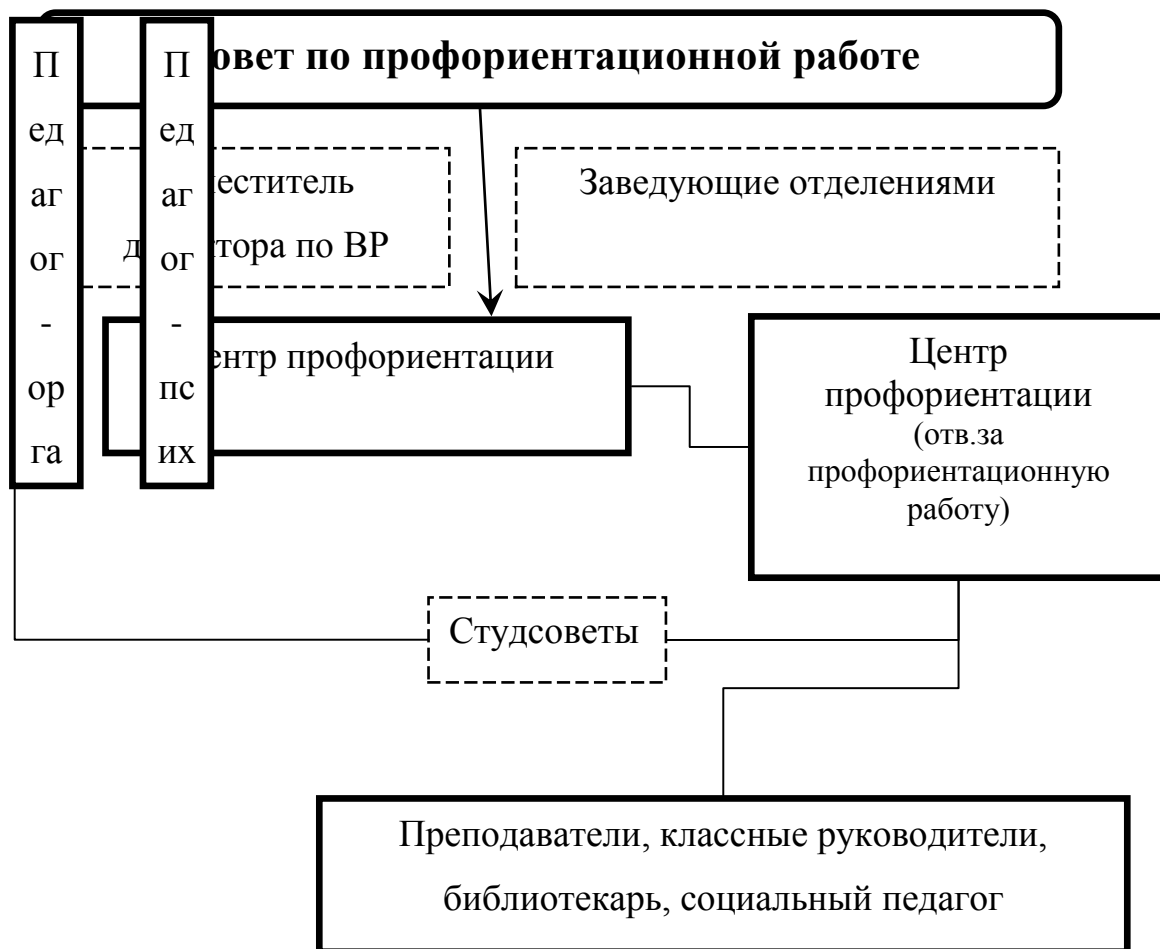 овет по профориентационной работе
П
ед
аг
ог
-
ор
га
П
ед
аг
ог
-
пс
их
еститель
тора по ВР
Заведующие отделениями
ентр профориентации
Центр
профориентации
(отв.за
профориентационную
работу)
Студсоветы
Преподаватели, классные руководители,
библиотекарь, социальный педагог